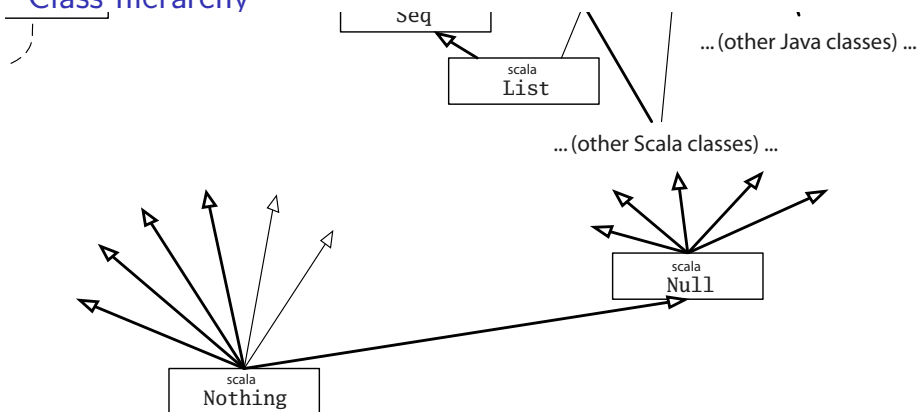 Class hierarchy
Seq
... (other Java classes) ...
scala
List
... (other Scala classes) ...
scala
Null
scala
Nothing